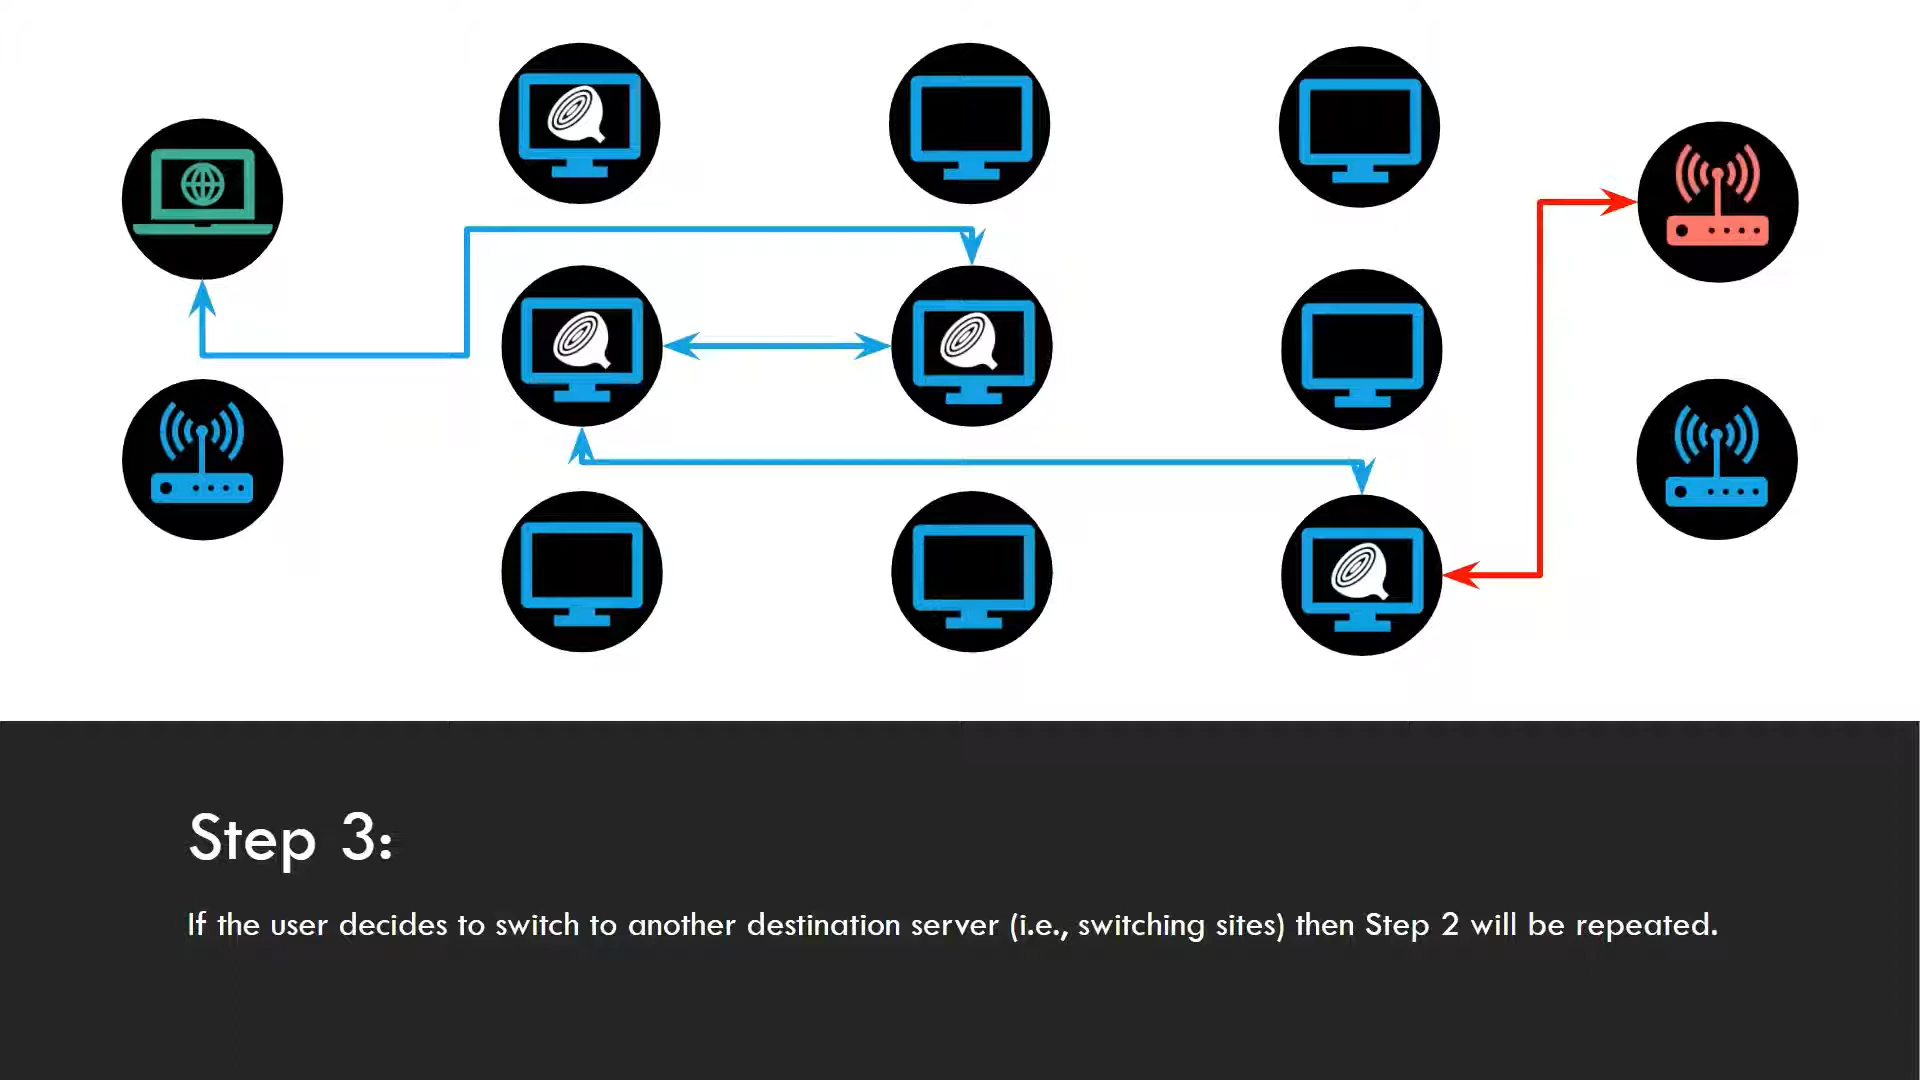 Step 3:
If the user decides to switch to another destination server (i.e., switching sites) then Step 2 will be repeated.